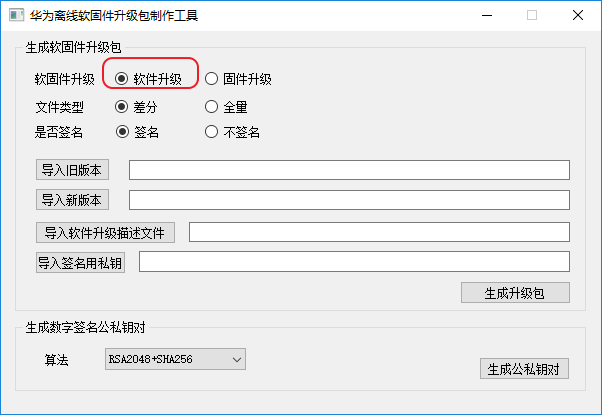 华为离线软固件升级包制作工具
生成软固件升级包
软固件升级 软件升级 固件升级
文件类型 差分 全量
是否签名 签名 不签名
导入旧版本
导入新版本
导入软件升级描述文件
导入签名用私钥
生成升级包
生成数字签名公私钥对
算法 RSA2048+SHA256
生成公私钥对